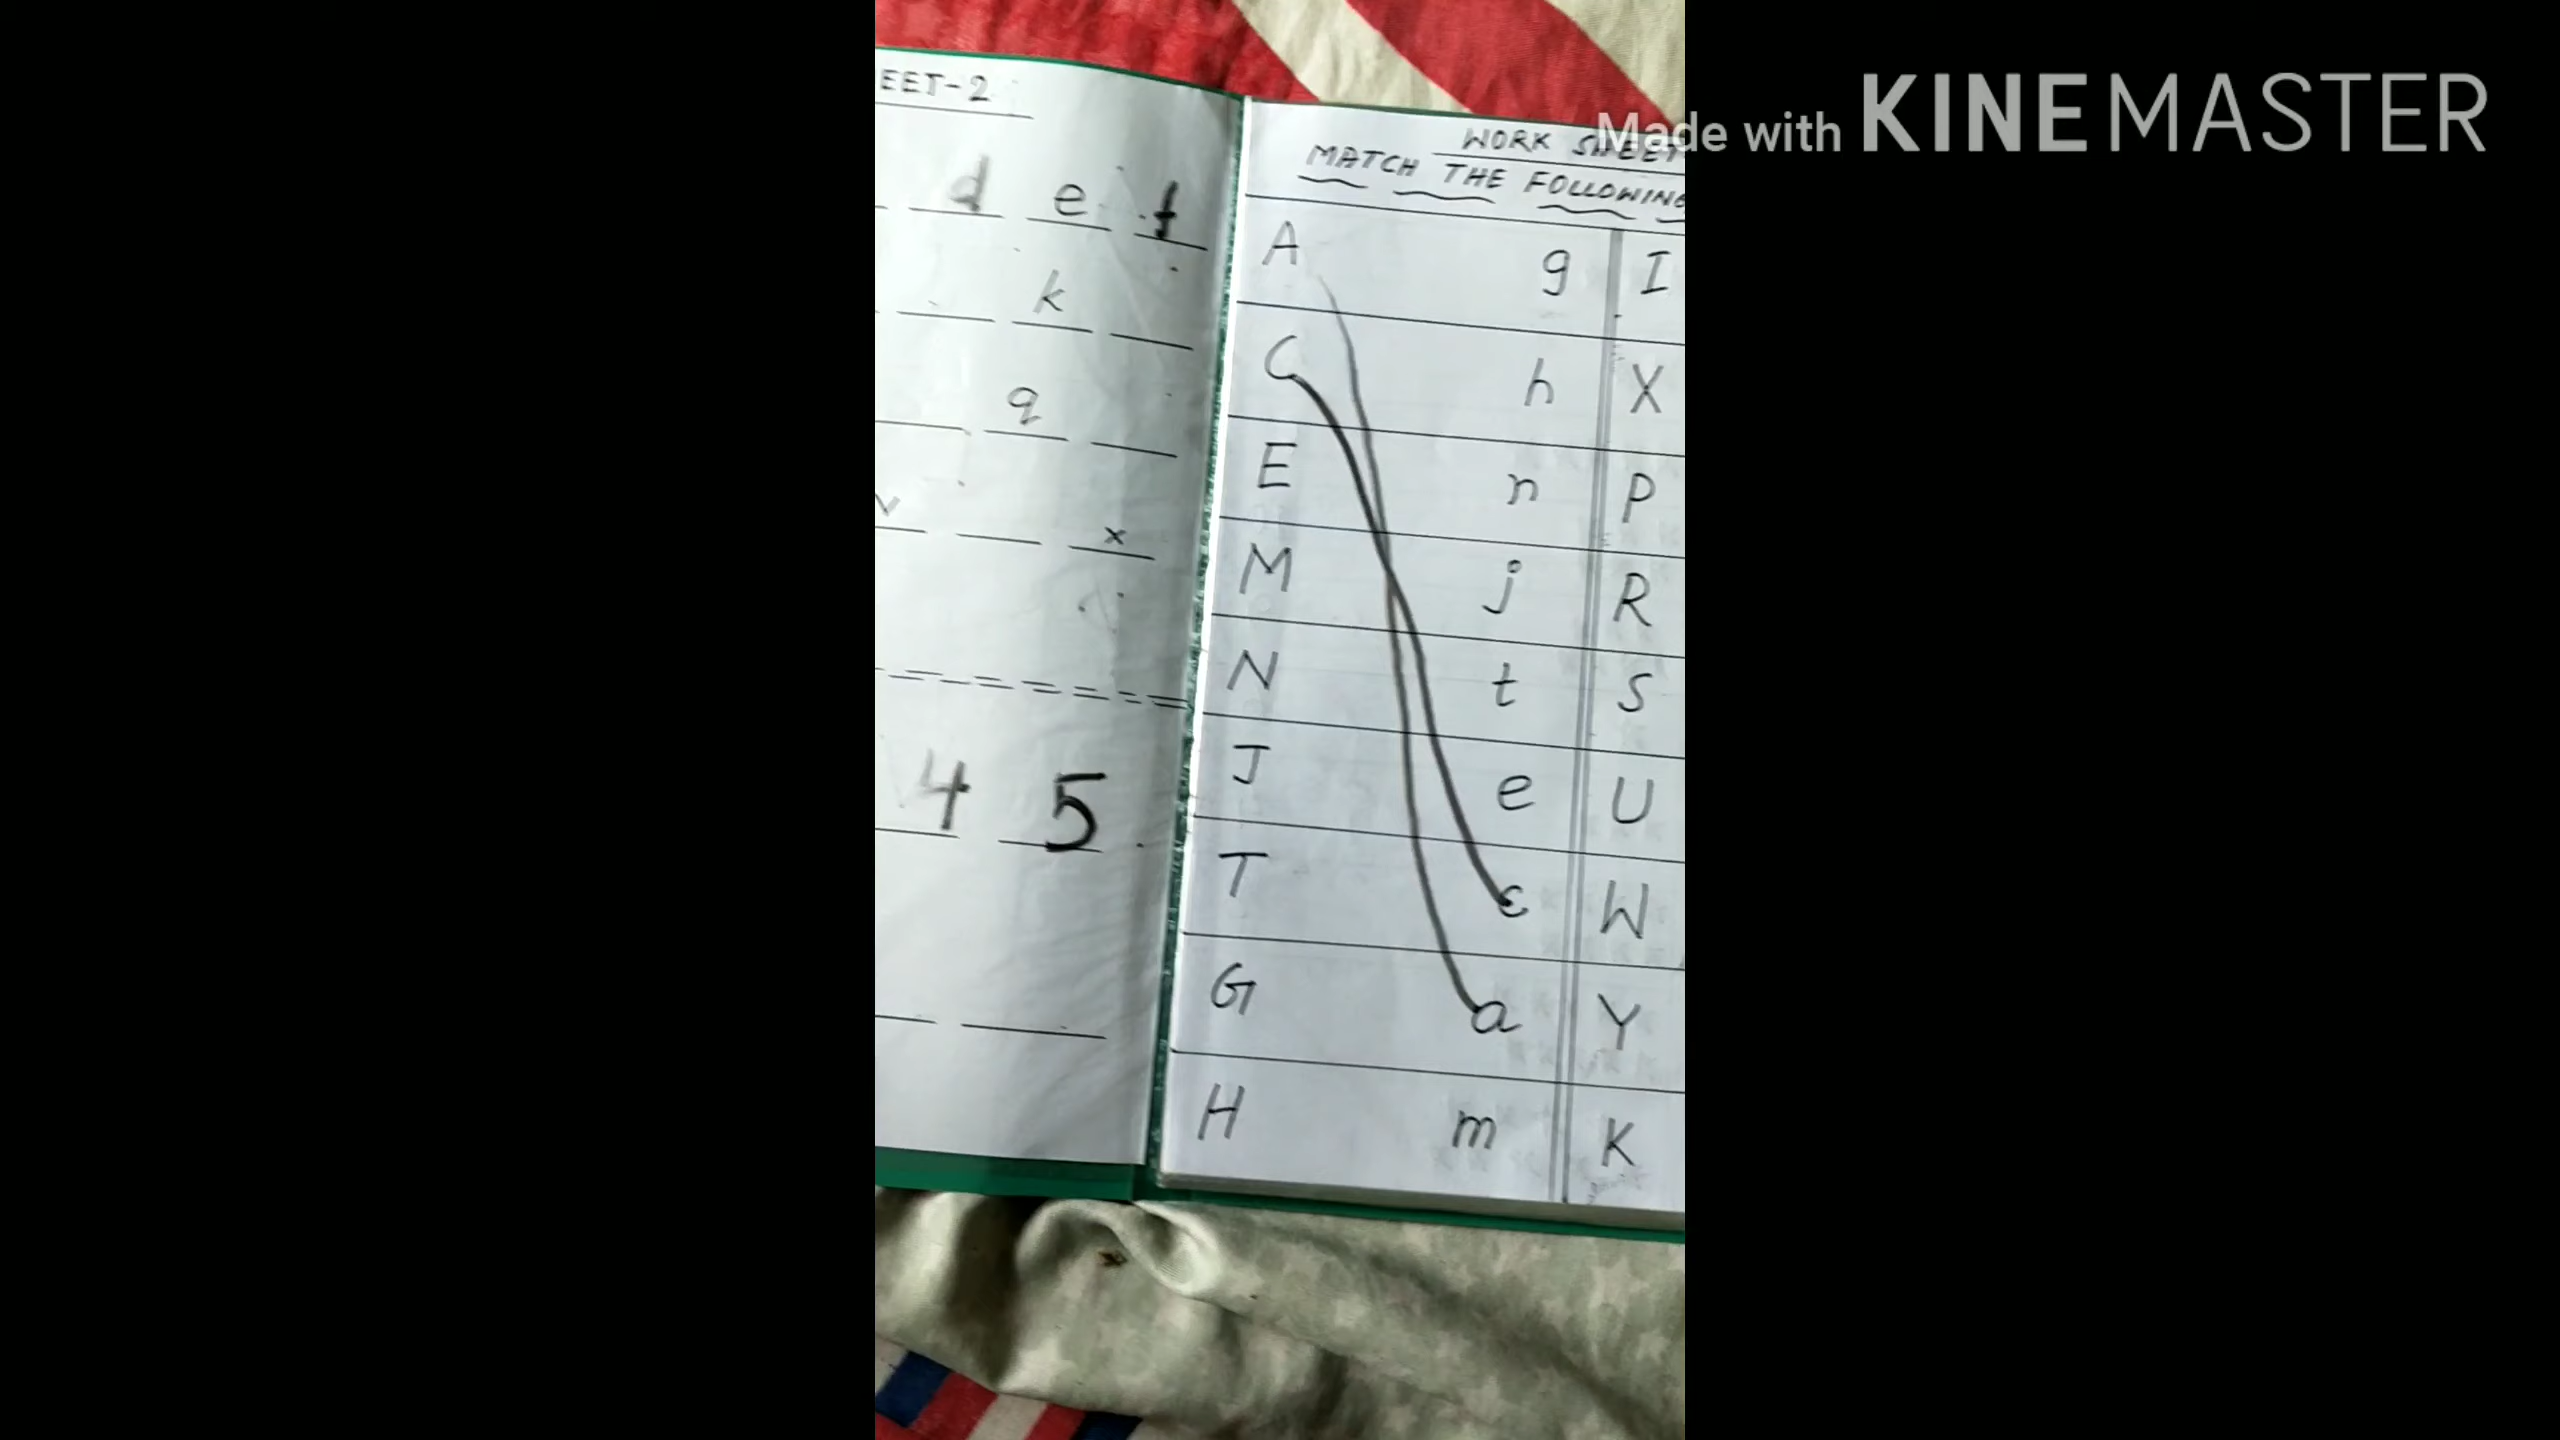 EET-2
d e f
k
q
v x
4 5
WORK SHEET
MATCH THE FOLLOWING
A g I
C h X
E n P
M j R
N t S
J e U
T c W
G a Y
H m K
Made with KINEMASTER